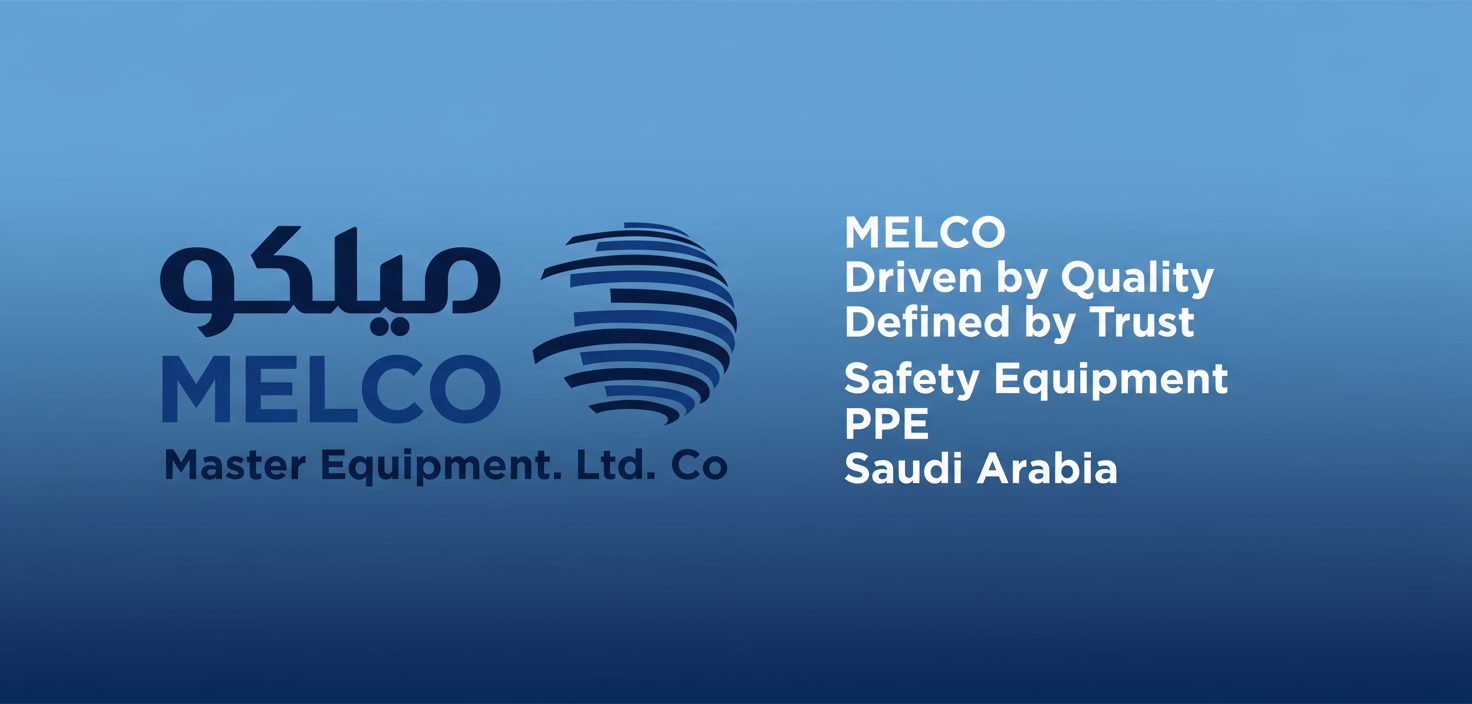 ميلكو
MELCO
Master Equipment. Ltd. Co
MELCO
Driven by Quality
Defined by Trust
Safety Equipment
PPE
Saudi Arabia